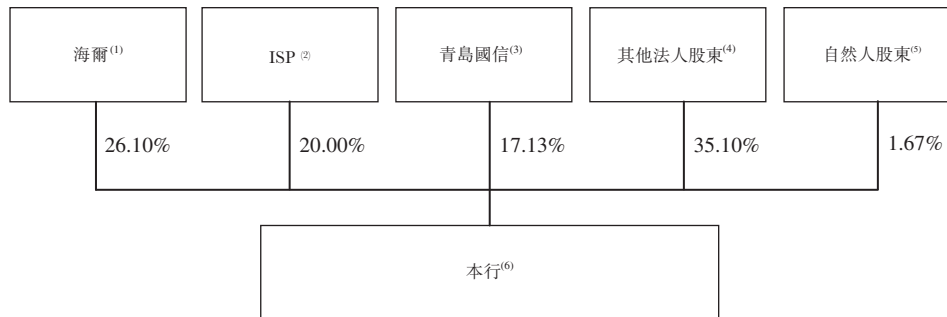 海爾(1)
ISP (2)
青島國信(3)
其他法人股東(4)
自然人股東(5)
26.10%
20.00%
17.13%
35.10%
1.67%
本行(6)